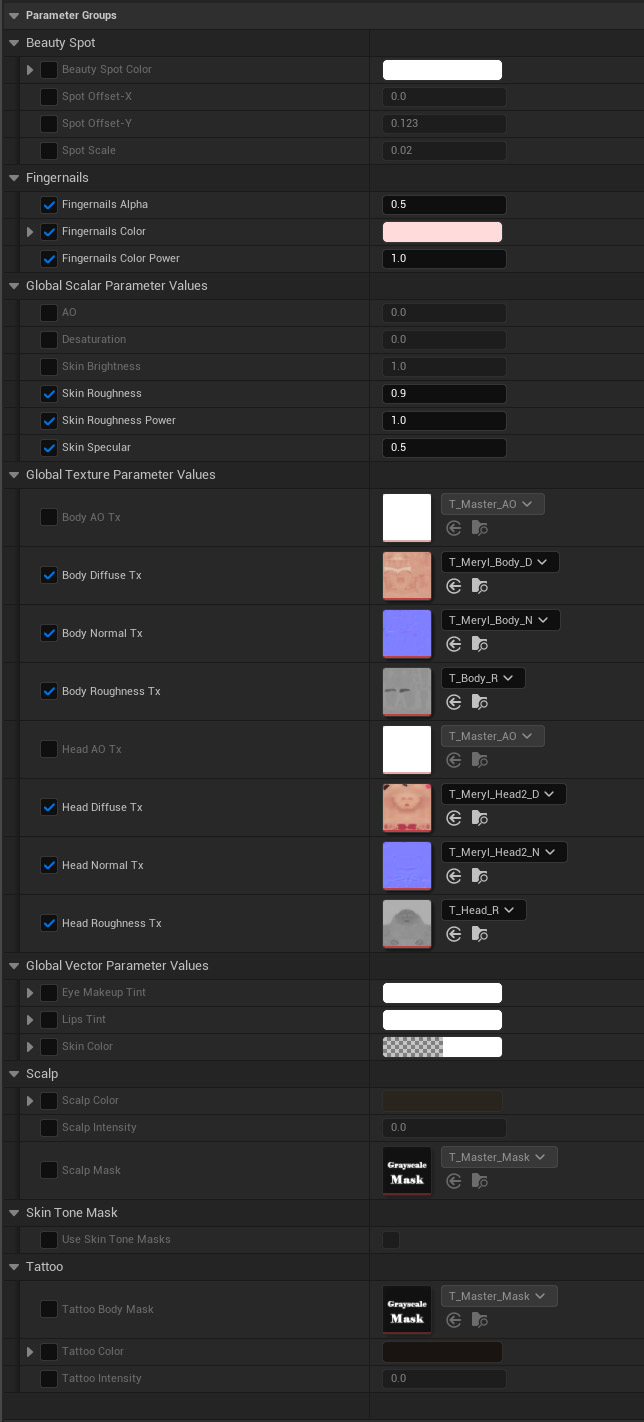 Parameter Groups
Beauty Spot
Beauty Spot Color
Spot Offset-X 0.0
Spot Offset-Y 0.123
Spot Scale 0.02
Fingernails
Fingernails Alpha 0.5
Fingernails Color
Fingernails Color Power 1.0
Global Scalar Parameter Values
AO 0.0
Desaturation 0.0
Skin Brightness 1.0
Skin Roughness 0.9
Skin Roughness Power 1.0
Skin Specular 0.5
Global Texture Parameter Values
Body AO Tx T_Master_AO
Body Diffuse Tx T_Meryl_Body_D
Body Normal Tx T_Meryl_Body_N
Body Roughness Tx T_Body_R
Head AO Tx T_Master_AO
Head Diffuse Tx T_Meryl_Head2_D
Head Normal Tx T_Meryl_Head2_N
Head Roughness Tx T_Head_R
Global Vector Parameter Values
Eye Makeup Tint
Lips Tint
Skin Color
Scalp
Scalp Color
Scalp Intensity 0.0
Scalp Mask Grayscale Mask T_Master_Mask
Skin Tone Mask
Use Skin Tone Masks
Tattoo
Tattoo Body Mask Grayscale Mask T_Master_Mask
Tattoo Color
Tattoo Intensity 0.0